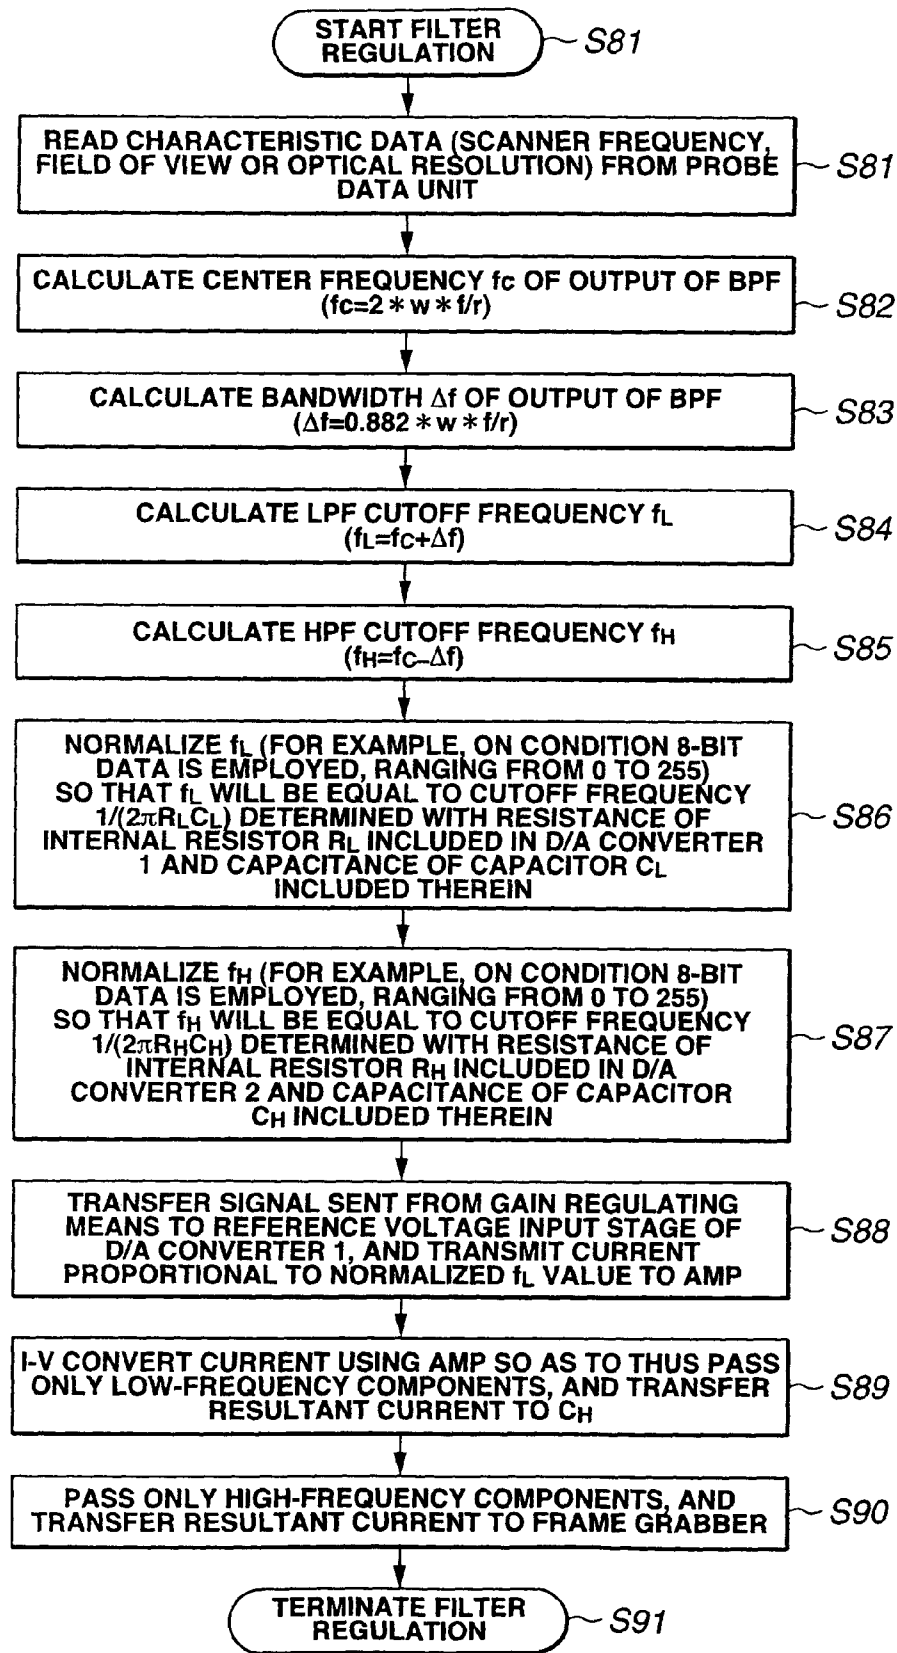 START FILTER
REGULATION
S81
READ CHARACTERISTIC DATA (SCANNER FREQUENCY,
FIELD OF VIEW OR OPTICAL RESOLUTION) FROM PROBE
DATA UNIT
S81
CALCULATE CENTER FREQUENCY fc OF OUTPUT OF BPF
(fc=2*w*f/r)
S82
CALCULATE BANDWIDTH Δf OF OUTPUT OF BPF
(Δf=0.882*w*f/r)
S83
CALCULATE LPF CUTOFF FREQUENCY fL
(fL=fC+Δf)
S84
CALCULATE HPF CUTOFF FREQUENCY fH
(fH=fC–Δf)
S85
NORMALIZE fL (FOR EXAMPLE, ON CONDITION 8-BIT
DATA IS EMPLOYED, RANGING FROM 0 TO 255)
SO THAT fL WILL BE EQUAL TO CUTOFF FREQUENCY
1/(2πRLCL) DETERMINED WITH RESISTANCE OF
INTERNAL RESISTOR RL INCLUDED IN D/A CONVERTER
1 AND CAPACITANCE OF CAPACITOR CL
INCLUDED THEREIN
S86
NORMALIZE fH (FOR EXAMPLE, ON CONDITION 8-BIT
DATA IS EMPLOYED, RANGING FROM 0 TO 255)
SO THAT fH WILL BE EQUAL TO CUTOFF FREQUENCY
1/(2πRHCH) DETERMINED WITH RESISTANCE OF
INTERNAL RESISTOR RH INCLUDED IN D/A
CONVERTER 2 AND CAPACITANCE OF CAPACITOR
CH INCLUDED THEREIN
S87
TRANSFER SIGNAL SENT FROM GAIN REGULATING
MEANS TO REFERENCE VOLTAGE INPUT STAGE OF
D/A CONVERTER 1, AND TRANSMIT CURRENT
PROPORTIONAL TO NORMALIZED fL VALUE TO AMP
S88
I-V CONVERT CURRENT USING AMP SO AS TO THUS PASS
ONLY LOW-FREQUENCY COMPONENTS, AND TRANSFER
RESULTANT CURRENT TO CH
S89
PASS ONLY HIGH-FREQUENCY COMPONENTS, AND
TRANSFER RESULTANT CURRENT TO FRAME GRABBER
S90
TERMINATE FILTER
REGULATION
S91